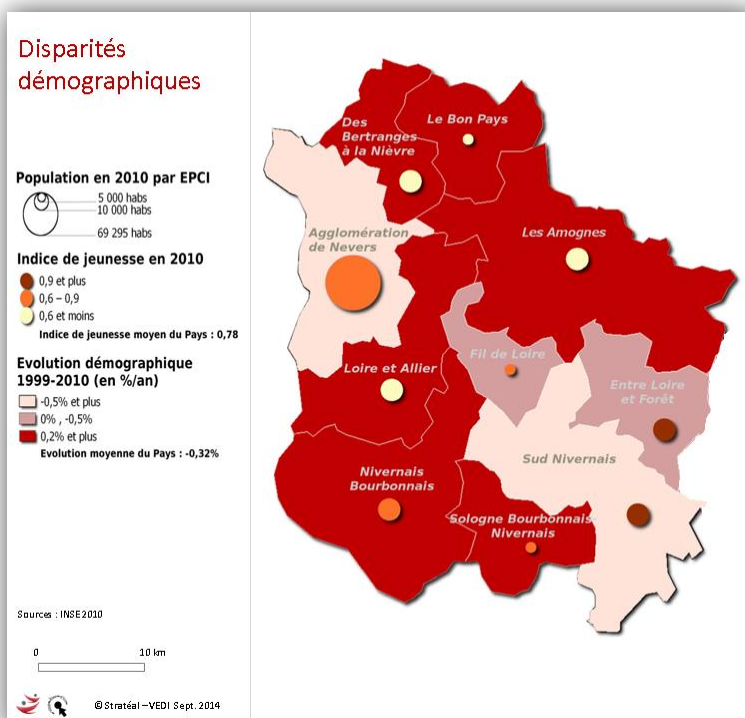 Disparités
démographiques
Population en 2010 par EPCI
5 000 habs
10 000 habs
69 295 habs
Indice de jeunesse en 2010
0,9 et plus
0,6 – 0,9
0,6 et moins
Indice de jeunesse moyen du Pays : 0,78
Evolution démographique
1999-2010 (en %/an)
-0,5% et plus
0% , -0,5%
0,2% et plus
Evolution moyenne du Pays : -0,32%
Sources : INSE 2010
0 10 km
© Stratéal – VEDI Sept. 2014
Le Bon Pays
Des
Bertranges
à la Nièvre
Agglomération
de Nevers
Les Amognes
Fil de Loire
Loire et Allier
Entre Loire
et Forêt
Sud Nivernais
Nivernais
Bourbonnais
Sologne Bourbonnais-
Nivernais